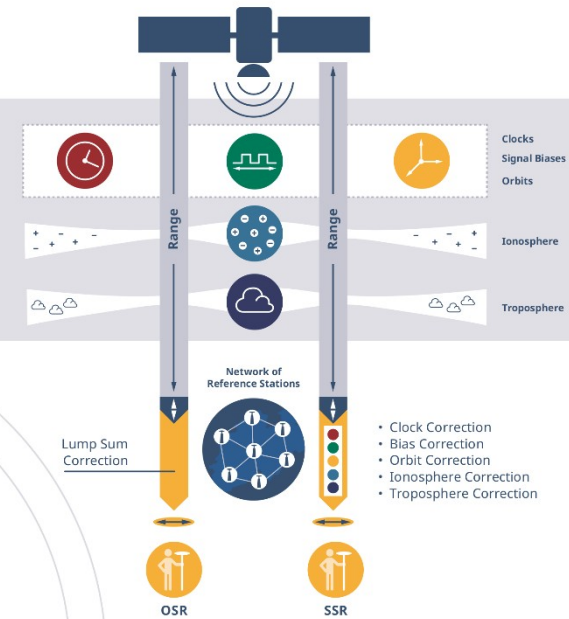 Clocks
Signal Biases
Orbits
Range
Range
Ionosphere
Troposphere
Network of
Reference Stations
Lump Sum
Correction
• Clock Correction
• Bias Correction
• Orbit Correction
• Ionosphere Correction
• Troposphere Correction
OSR
SSR